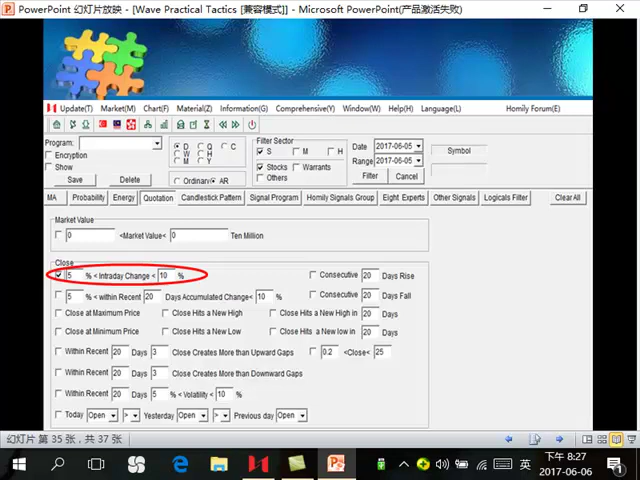 PowerPoint 幻灯片放映 - [Wave Practical Tactics [兼容模式]] - Microsoft PowerPoint(产品激活失败)
Update(T) Market(M) Chart(F) Material(Z) Information(G) Comprehensive(Y) Window(W) Help(H) Language(L) Homily Forum(E)
Program:
Encryption
Show
Save Delete
D Q C
W H
M Y
Ordinary AR
Filter Sector
S M H
Stocks Warrants
Others
Date 2017-06-05
Range 2017-06-05
Filter Cancel
Symbol
MA Probability Energy Quotation Candlestick Pattern Signal Program Homily Signals Group Eight Experts Other Signals Logicals Filter Clear All
Market Value
0 <Market Value< 0 Ten Million
Close
5 % < Intraday Change < 10 % Consecutive 20 Days Rise
5 % < within Recent 20 Days Accumulated Change< 10 % Consecutive 20 Days Fall
Close at Maximum Price Close Hits a New High Close Hits a New High in 20 Days
Close at Minimum Price Close Hits a New Low Close Hits a New low in 20 Days
Within Recent 20 Days 3 Close Creates More than Upward Gaps 0.2 <Close< 25
Within Recent 20 Days 3 Close Creates More than Downward Gaps
Within Recent 20 Days 5 % < Volatility < 10 %
Today Open > Yesterday Open > Previous day Open
幻灯片 第 35 张，共 37 张
英
下午 8:27
2017-06-06
1